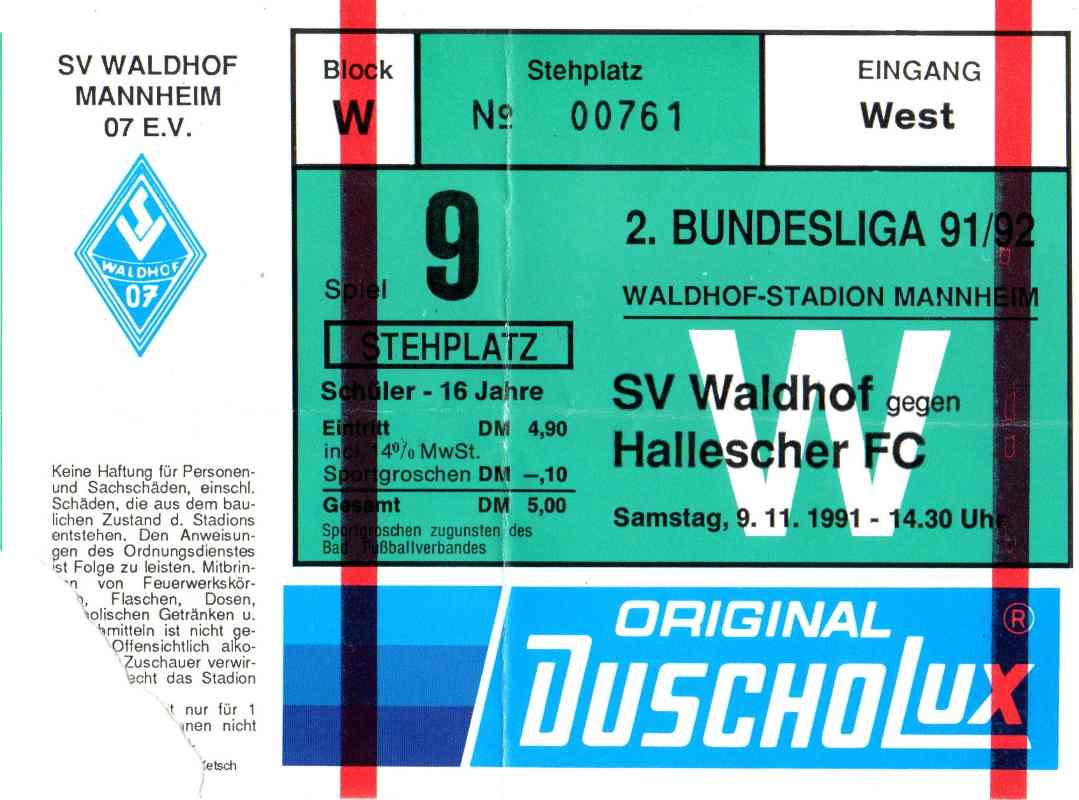 SV WALDHOF
MANNHEIM
07 E.V.
SV
WALDHOF
07
Keine Haftung für Personen-
und Sachschäden, einschl.
Schäden, die aus dem bau-
lichen Zustand d. Stadions
entstehen. Den Anweisun-
gen des Ordnungsdienstes
ist Folge zu leisten. Mitbrin-
von Feuerwerkskör-
Flaschen, Dosen,
Getränken u.
ist nicht ge-
Offensichtlich alko-
Zuschauer verwir-
das Stadion
nur für 1
nicht
Ketsch
Block
W
Stehplatz
Nº 00761
EINGANG
West
Spiel 9
STEHPLATZ
Schüler - 16 Jahre
Eintritt DM 4,90
incl. 14% MwSt.
Sportgroschen DM –,10
Gesamt DM 5,00
Sportgroschen zugunsten des
Bad. Fußballverbandes
2. BUNDESLIGA 91/92
WALDHOF-STADION MANNHEIM
W
SV Waldhof gegen
Hallescher FC
Samstag, 9. 11. 1991 - 14.30 Uhr
ORIGINAL ®
DUSCHOLUX